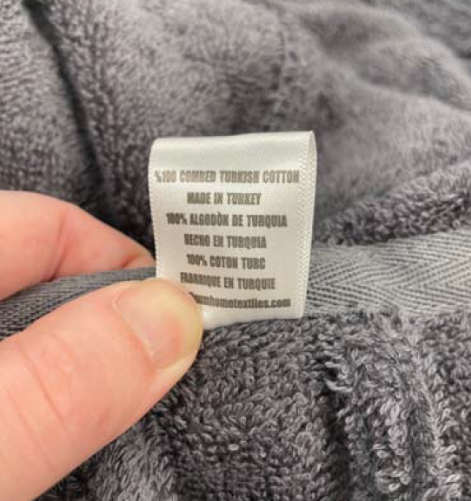 %100 COMBED TURKISH COTTON
MADE IN TURKEY
100% ALGODÒN DE TURQUIA
HECHO EN TURQUIA
100% COTON TURC
FABRIQUE EN TURQUIE